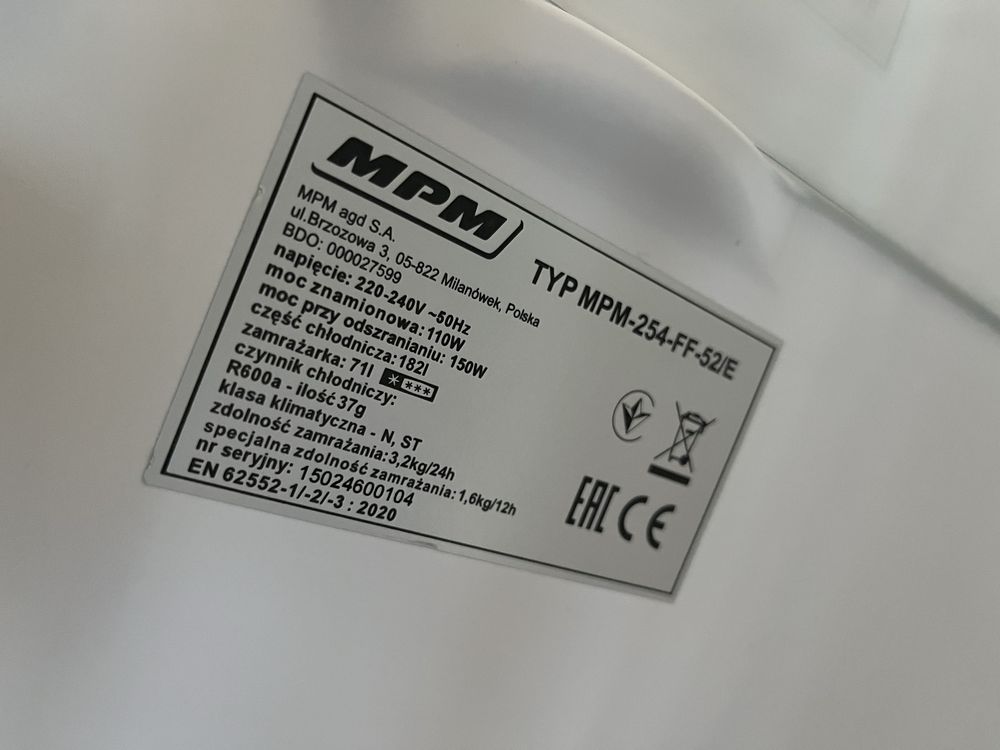 MPM
MPM agd S.A.
ul.Brzozowa 3, 05-822 Milanówek, Polska
BDO: 000027599
TYP MPM-254-FF-52/E
napięcie: 220-240V ~50Hz
moc znamionowa: 110W
moc przy odszranianiu: 150W
część chłodnicza: 182l
zamrażarka: 71l * ***
czynnik chłodniczy:
R600a - ilość 37g
klasa klimatyczna - N, ST
zdolność zamrażania: 3,2kg/24h
specjalna zdolność zamrażania: 1,6kg/12h
nr seryjny: 15024600104
EN 62552-1/-2/-3 : 2020
EAC CE